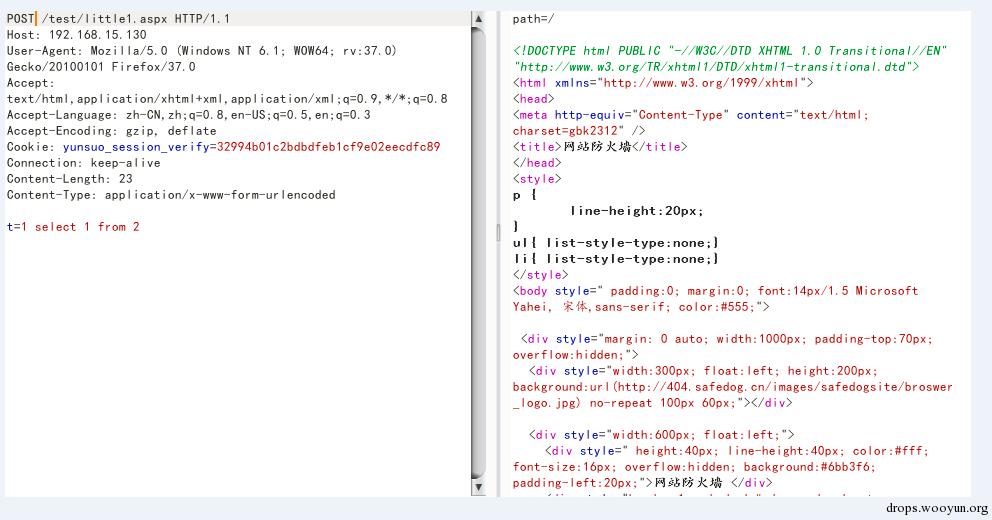 POST /test/little1.aspx HTTP/1.1
Host: 192.168.15.130
User-Agent: Mozilla/5.0 (Windows NT 6.1; WOW64; rv:37.0)
Gecko/20100101 Firefox/37.0
Accept:
text/html,application/xhtml+xml,application/xml;q=0.9,*/*;q=0.8
Accept-Language: zh-CN,zh;q=0.8,en-US;q=0.5,en;q=0.3
Accept-Encoding: gzip, deflate
Cookie: yunsuo_session_verify=32994b01c2bdbdfeb1cf9e02eecdfc89
Connection: keep-alive
Content-Length: 23
Content-Type: application/x-www-form-urlencoded
t=1 select 1 from 2
path=/
<!DOCTYPE html PUBLIC "-//W3C//DTD XHTML 1.0 Transitional//EN"
"http://www.w3.org/TR/xhtml1/DTD/xhtml1-transitional.dtd">
<html xmlns="http://www.w3.org/1999/xhtml">
<head>
<meta http-equiv="Content-Type" content="text/html;
charset=gbk2312" />
<title>网站防火墙</title>
</head>
<style>
p {
line-height:20px;
}
ul{ list-style-type:none;}
li{ list-style-type:none;}
</style>
<body style=" padding:0; margin:0; font:14px/1.5 Microsoft
Yahei, 宋体,sans-serif; color:#555;">
<div style="margin: 0 auto; width:1000px; padding-top:70px;
overflow:hidden;">
<div style="width:300px; float:left; height:200px;
background:url(http://404.safedog.cn/images/safedogsite/broswer
_logo.jpg) no-repeat 100px 60px;"></div>
<div style="width:600px; float:left;">
<div style=" height:40px; line-height:40px; color:#fff;
font-size:16px; overflow:hidden; background:#6bb3f6;
padding-left:20px;">网站防火墙 </div>
drops.wooyun.org